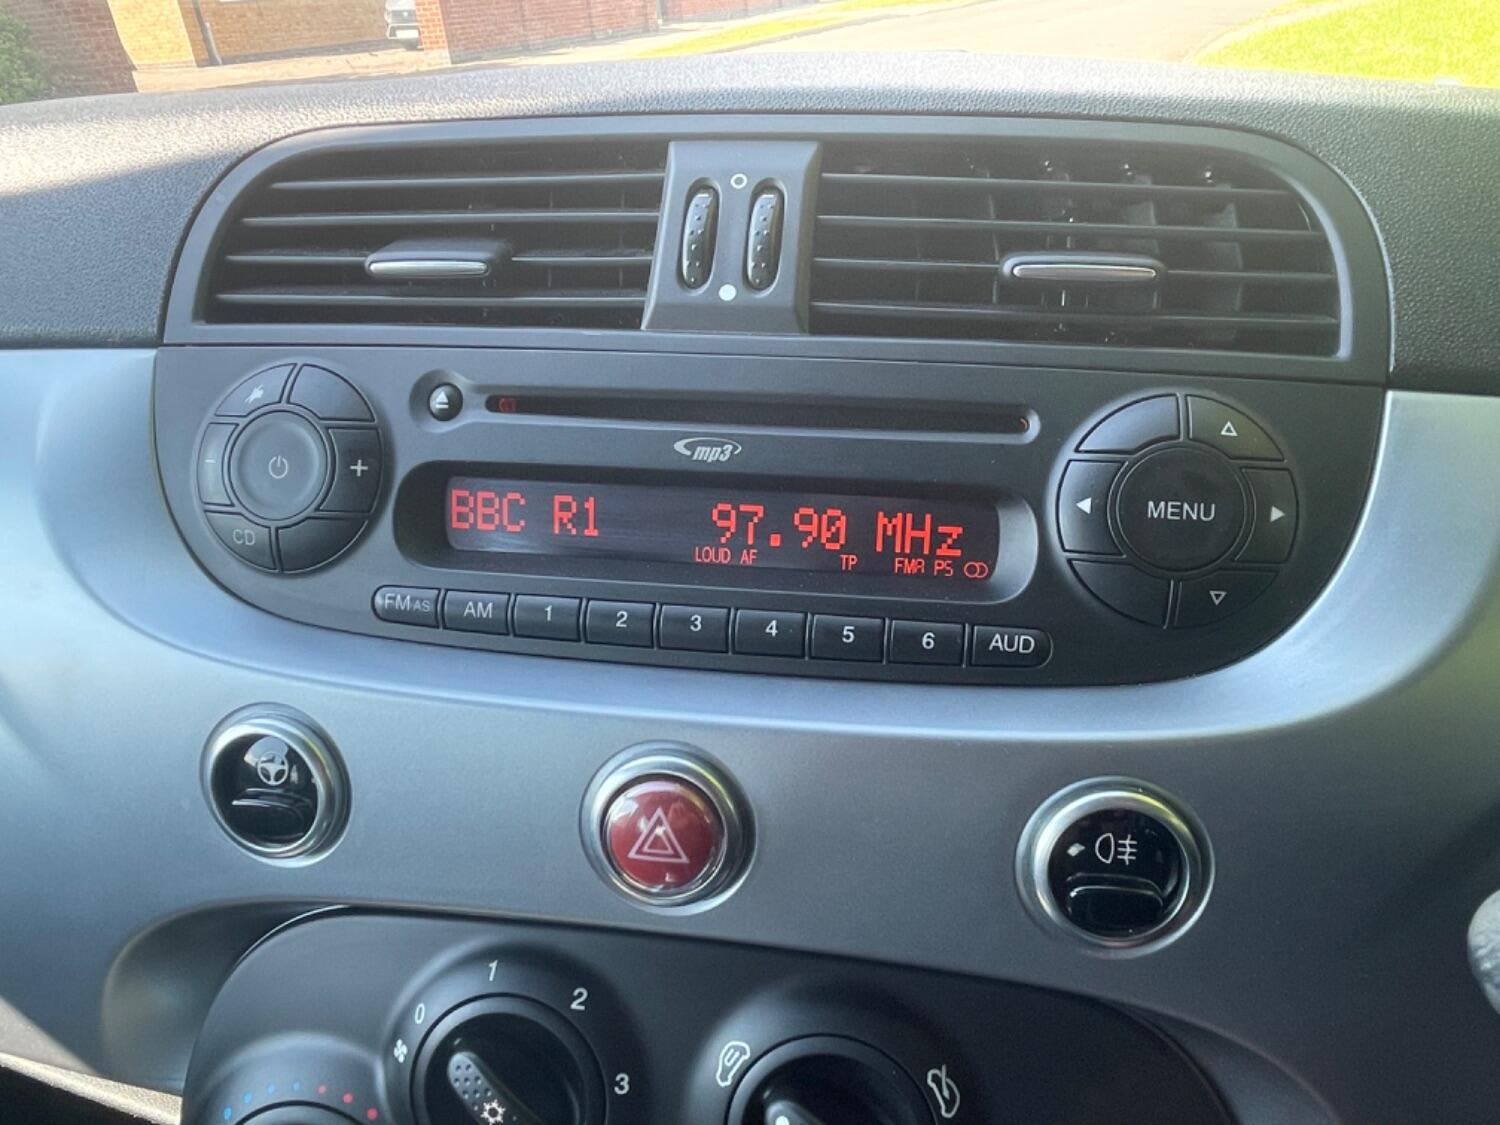 mp3
BBC R1 97.90 MHz
LOUD AF TP FMA PS
- +
CD
MENU
FM AS AM 1 2 3 4 5 6 AUD
0 1 2 3